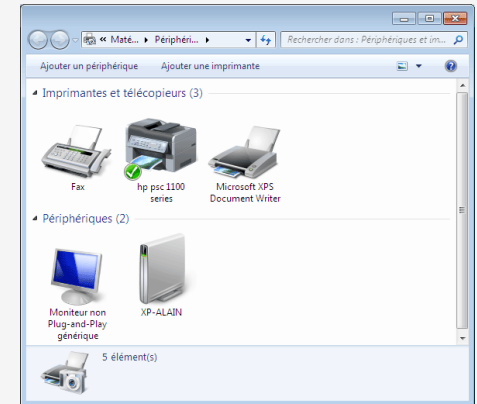 « Maté... ▸ Périphéri... ▸
Rechercher dans : Périphériques et im...
Ajouter un périphérique Ajouter une imprimante
Imprimantes et télécopieurs (3)
Fax
hp psc 1100
series
Microsoft XPS
Document Writer
Périphériques (2)
Moniteur non
Plug-and-Play
générique
XP-ALAIN
5 élément(s)